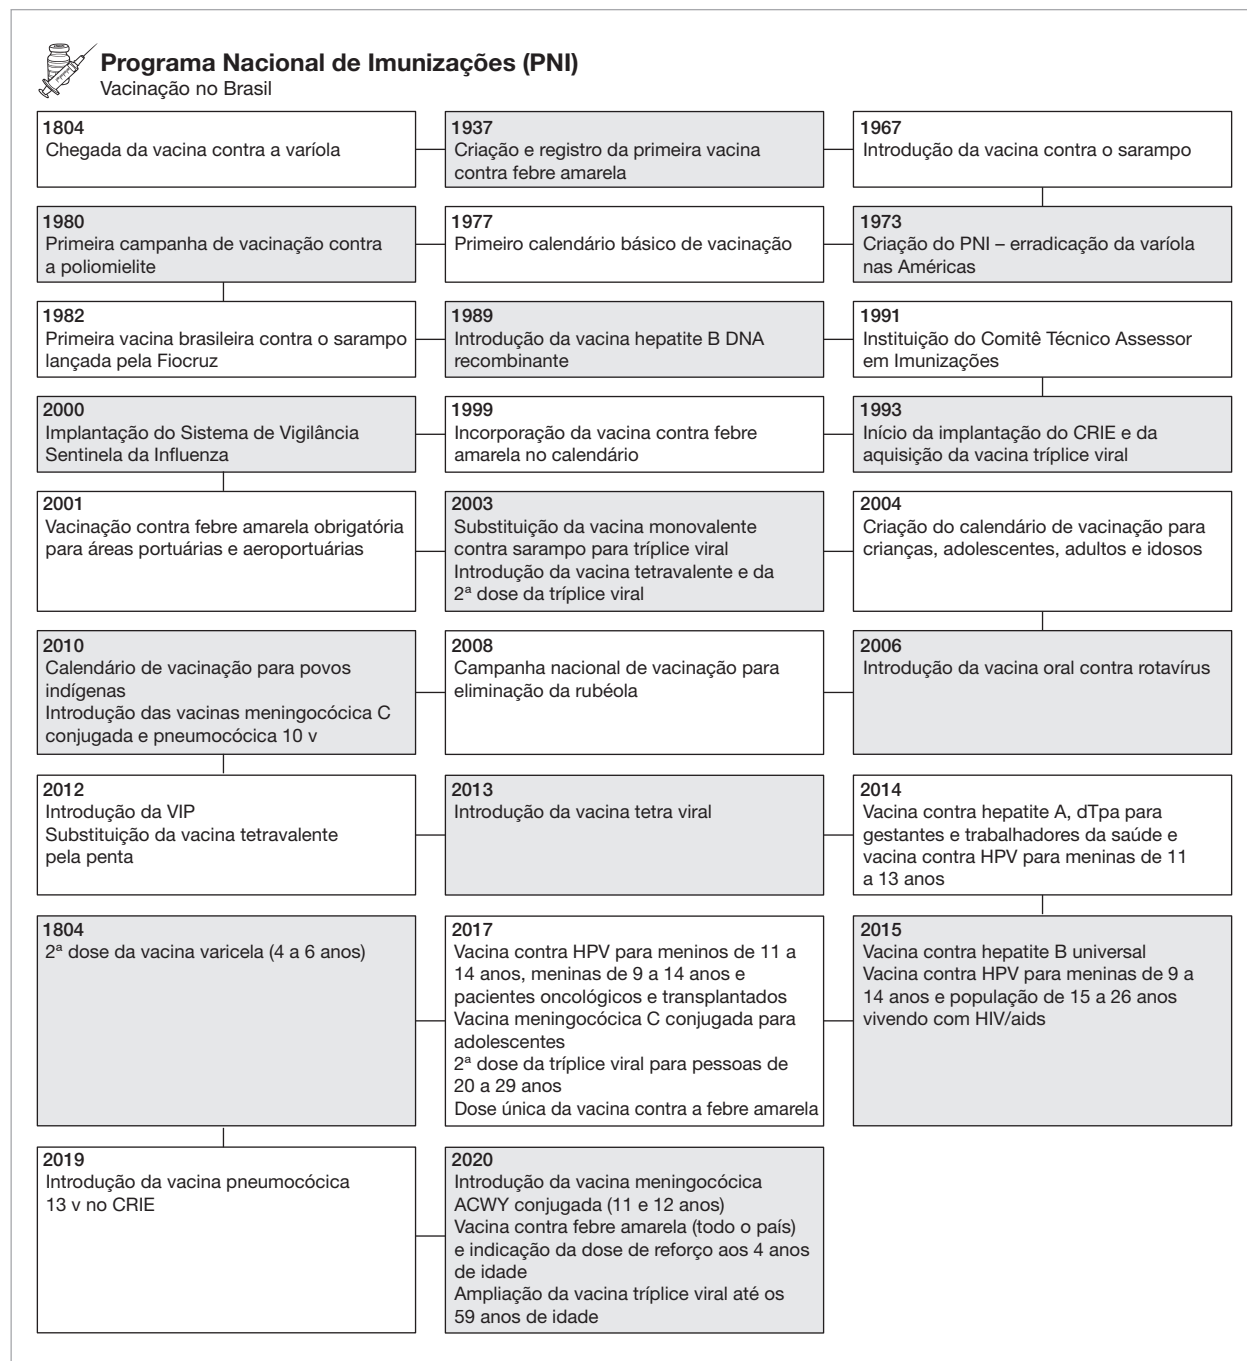 Programa Nacional de Imunizações (PNI)
Vacinação no Brasil
1804
Chegada da vacina contra a varíola
1937
Criação e registro da primeira vacina
contra febre amarela
1967
Introdução da vacina contra o sarampo
1973
Criação do PNI – erradicação da varíola
nas Américas
1977
Primeiro calendário básico de vacinação
1980
Primeira campanha de vacinação contra
a poliomielite
1982
Primeira vacina brasileira contra o sarampo
lançada pela Fiocruz
1989
Introdução da vacina hepatite B DNA
recombinante
1991
Instituição do Comitê Técnico Assessor
em Imunizações
1993
Início da implantação do CRIE e da
aquisição da vacina tríplice viral
1999
Incorporação da vacina contra febre
amarela no calendário
2000
Implantação do Sistema de Vigilância
Sentinela da Influenza
2001
Vacinação contra febre amarela obrigatória
para áreas portuárias e aeroportuárias
2003
Substituição da vacina monovalente
contra sarampo para tríplice viral
Introdução da vacina tetravalente e da
2ª dose da tríplice viral
2004
Criação do calendário de vacinação para
crianças, adolescentes, adultos e idosos
2006
Introdução da vacina oral contra rotavírus
2008
Campanha nacional de vacinação para
eliminação da rubéola
2010
Calendário de vacinação para povos
indígenas
Introdução das vacinas meningocócica C
conjugada e pneumocócica 10 v
2012
Introdução da VIP
Substituição da vacina tetravalente
pela penta
2013
Introdução da vacina tetra viral
2014
Vacina contra hepatite A, dTpa para
gestantes e trabalhadores da saúde e
vacina contra HPV para meninas de 11
a 13 anos
2015
Vacina contra hepatite B universal
Vacina contra HPV para meninas de 9 a
14 anos e população de 15 a 26 anos
vivendo com HIV/aids
2017
Vacina contra HPV para meninos de 11 a
14 anos, meninas de 9 a 14 anos e
pacientes oncológicos e transplantados
Vacina meningocócica C conjugada para
adolescentes
2ª dose da tríplice viral para pessoas de
20 a 29 anos
Dose única da vacina contra a febre amarela
1804
2ª dose da vacina varicela (4 a 6 anos)
2019
Introdução da vacina pneumocócica
13 v no CRIE
2020
Introdução da vacina meningocócica
ACWY conjugada (11 e 12 anos)
Vacina contra febre amarela (todo o país)
e indicação da dose de reforço aos 4 anos
de idade
Ampliação da vacina tríplice viral até os
59 anos de idade